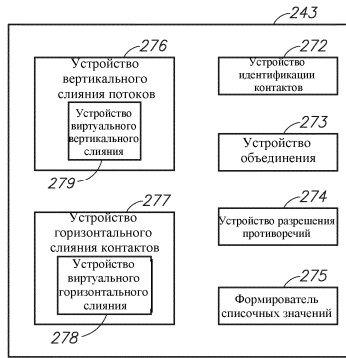 243
276
Устройство
вертикального
слияния потоков
Устройство
виртуального
вертикального
слияния
279
277
Устройство
горизонтального
слияния контактов
Устройство
виртуального
горизонтального
слияния
278
272
Устройство
идентификации
контактов
273
Устройство
объединения
274
Устройство разрешения
противоречий
275
Формирователь
списочных значений